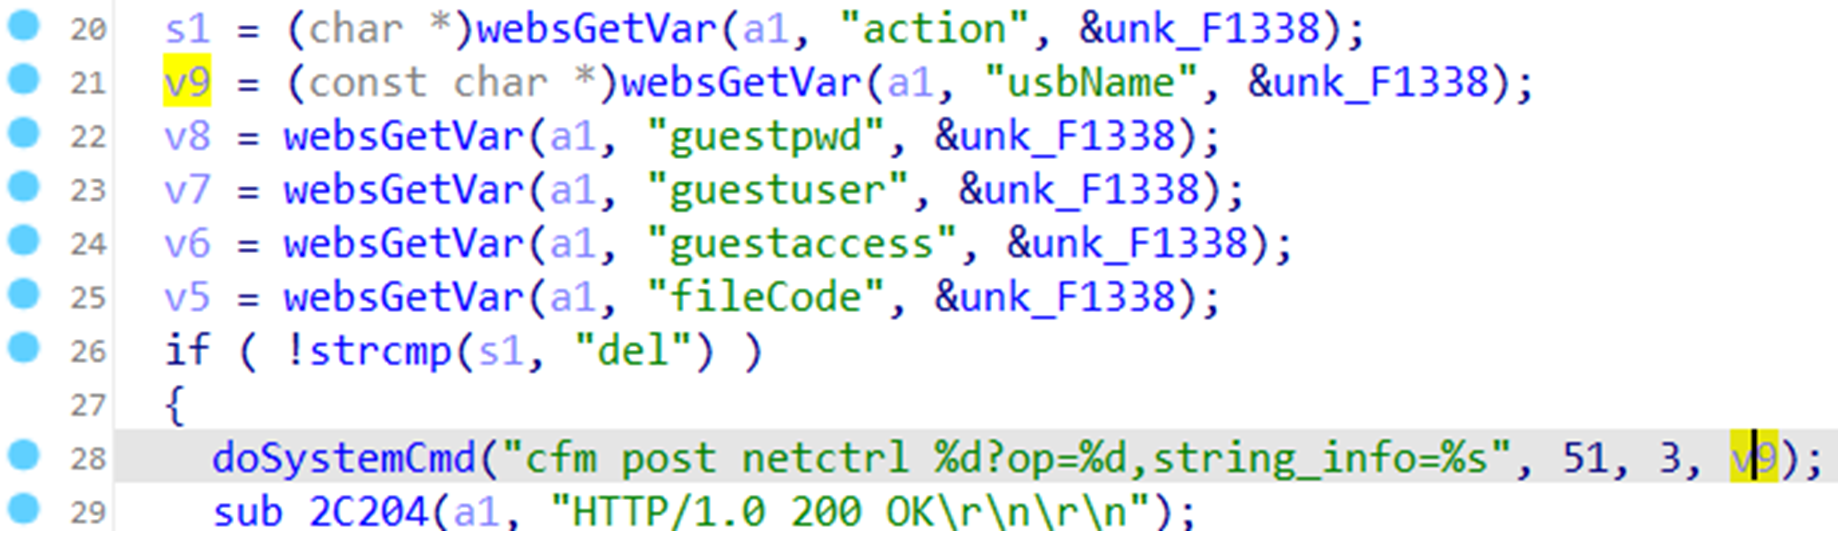 20 s1 = (char *)websGetVar(a1, "action", &unk_F1338);
21 v9 = (const char *)websGetVar(a1, "usbName", &unk_F1338);
22 v8 = websGetVar(a1, "guestpwd", &unk_F1338);
23 v7 = websGetVar(a1, "guestuser", &unk_F1338);
24 v6 = websGetVar(a1, "guestaccess", &unk_F1338);
25 v5 = websGetVar(a1, "fileCode", &unk_F1338);
26 if ( !strcmp(s1, "del") )
27 {
28 doSystemCmd("cfm post netctrl %d?op=%d,string_info=%s", 51, 3, v9);
29 sub_2C204(a1, "HTTP/1.0 200 OK\r\n\r\n");